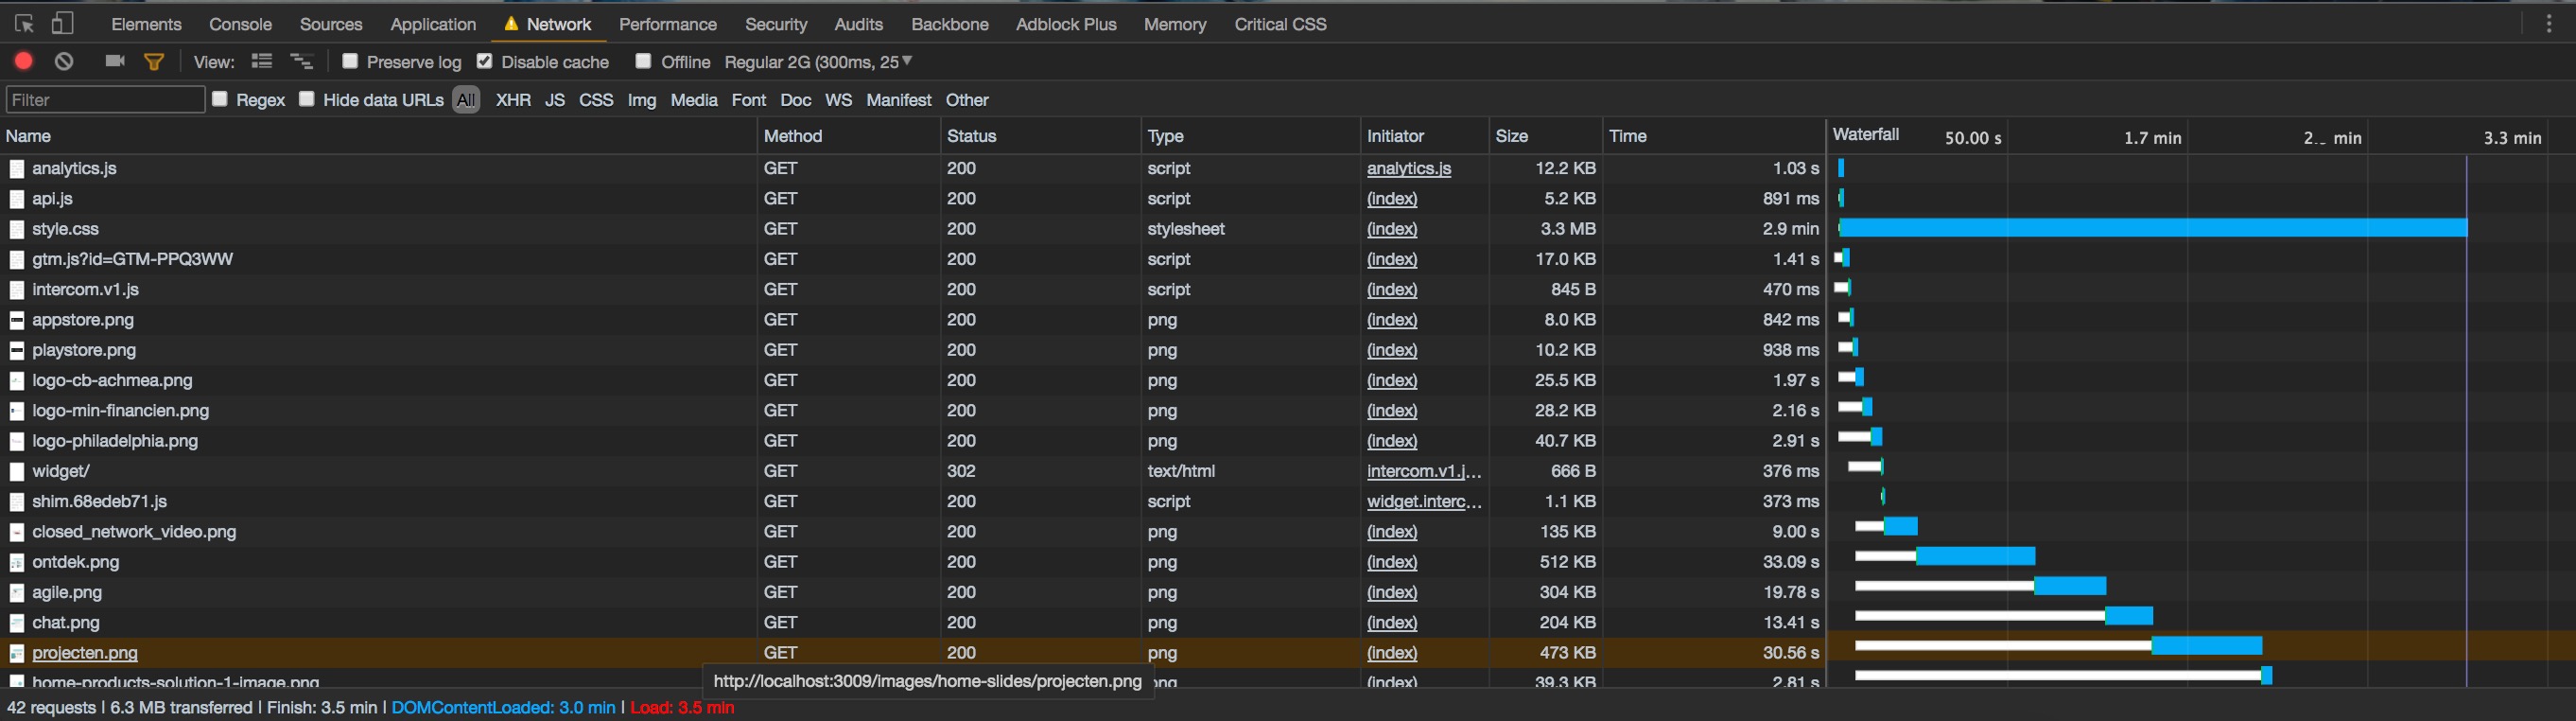 Elements Console Sources Application Network Performance Security Audits Backbone Adblock Plus Memory Critical CSS
View: Preserve log Disable cache Offline Regular 2G (300ms, 25
Filter Regex Hide data URLs All XHR JS CSS Img Media Font Doc WS Manifest Other
Name Method Status Type Initiator Size Time Waterfall 50.00 s 1.7 min 2... min 3.3 min
analytics.js GET 200 script analytics.js 12.2 KB 1.03 s
api.js GET 200 script (index) 5.2 KB 891 ms
style.css GET 200 stylesheet (index) 3.3 MB 2.9 min
gtm.js?id=GTM-PPQ3WW GET 200 script (index) 17.0 KB 1.41 s
intercom.v1.js GET 200 script (index) 845 B 470 ms
appstore.png GET 200 png (index) 8.0 KB 842 ms
playstore.png GET 200 png (index) 10.2 KB 938 ms
logo-cb-achmea.png GET 200 png (index) 25.5 KB 1.97 s
logo-min-financien.png GET 200 png (index) 28.2 KB 2.16 s
logo-philadelphia.png GET 200 png (index) 40.7 KB 2.91 s
widget/ GET 302 text/html intercom.v1.j... 666 B 376 ms
shim.68edeb71.js GET 200 script widget.interc... 1.1 KB 373 ms
closed_network_video.png GET 200 png (index) 135 KB 9.00 s
ontdek.png GET 200 png (index) 512 KB 33.09 s
agile.png GET 200 png (index) 304 KB 19.78 s
chat.png GET 200 png (index) 204 KB 13.41 s
projecten.png GET 200 png (index) 473 KB 30.56 s
home-products-solution-1-image.png png (index) 39.3 KB 2.81 s
http://localhost:3009/images/home-slides/projecten.png
42 requests | 6.3 MB transferred | Finish: 3.5 min | DOMContentLoaded: 3.0 min | Load: 3.5 min